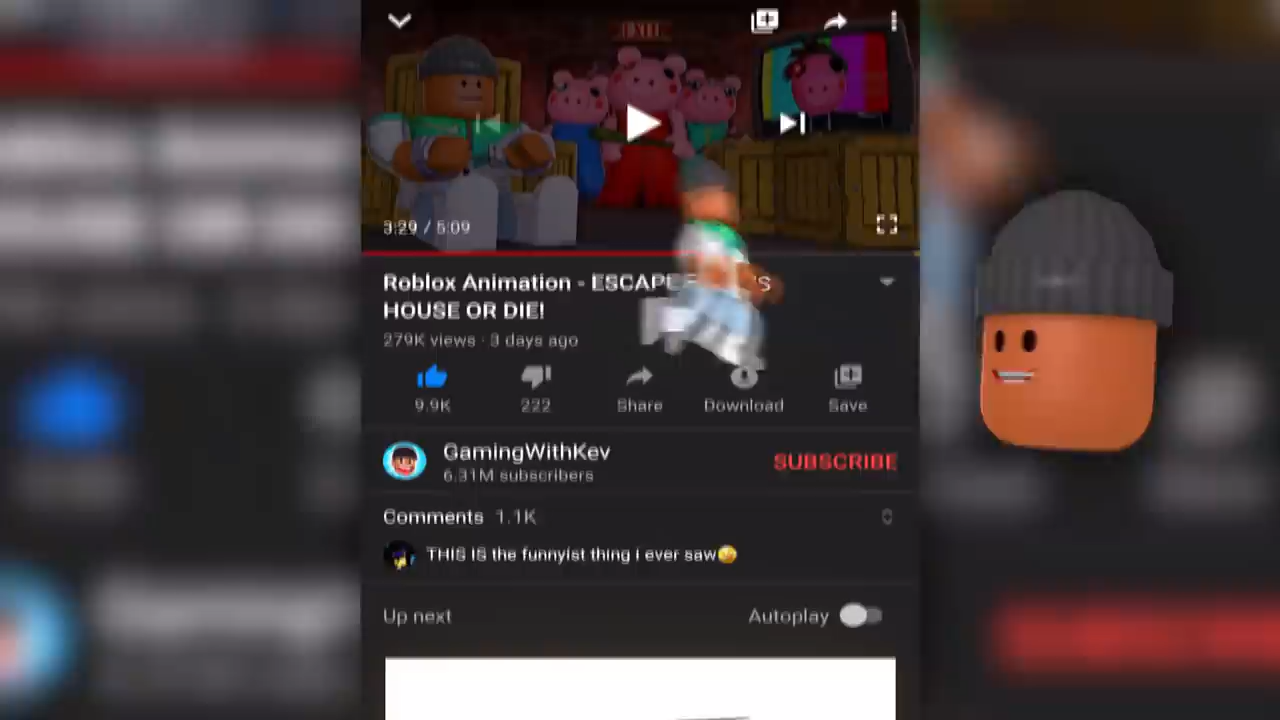 EXIT
3:29 / 5:09
Roblox Animation - ESCAPE
HOUSE OR DIE!
279K views · 3 days ago
9.9K 222 Share Download Save
GamingWithKev
6.31M subscribers
SUBSCRIBE
Comments 1.1K
THIS IS the funnyist thing i ever saw
Up next
Autoplay